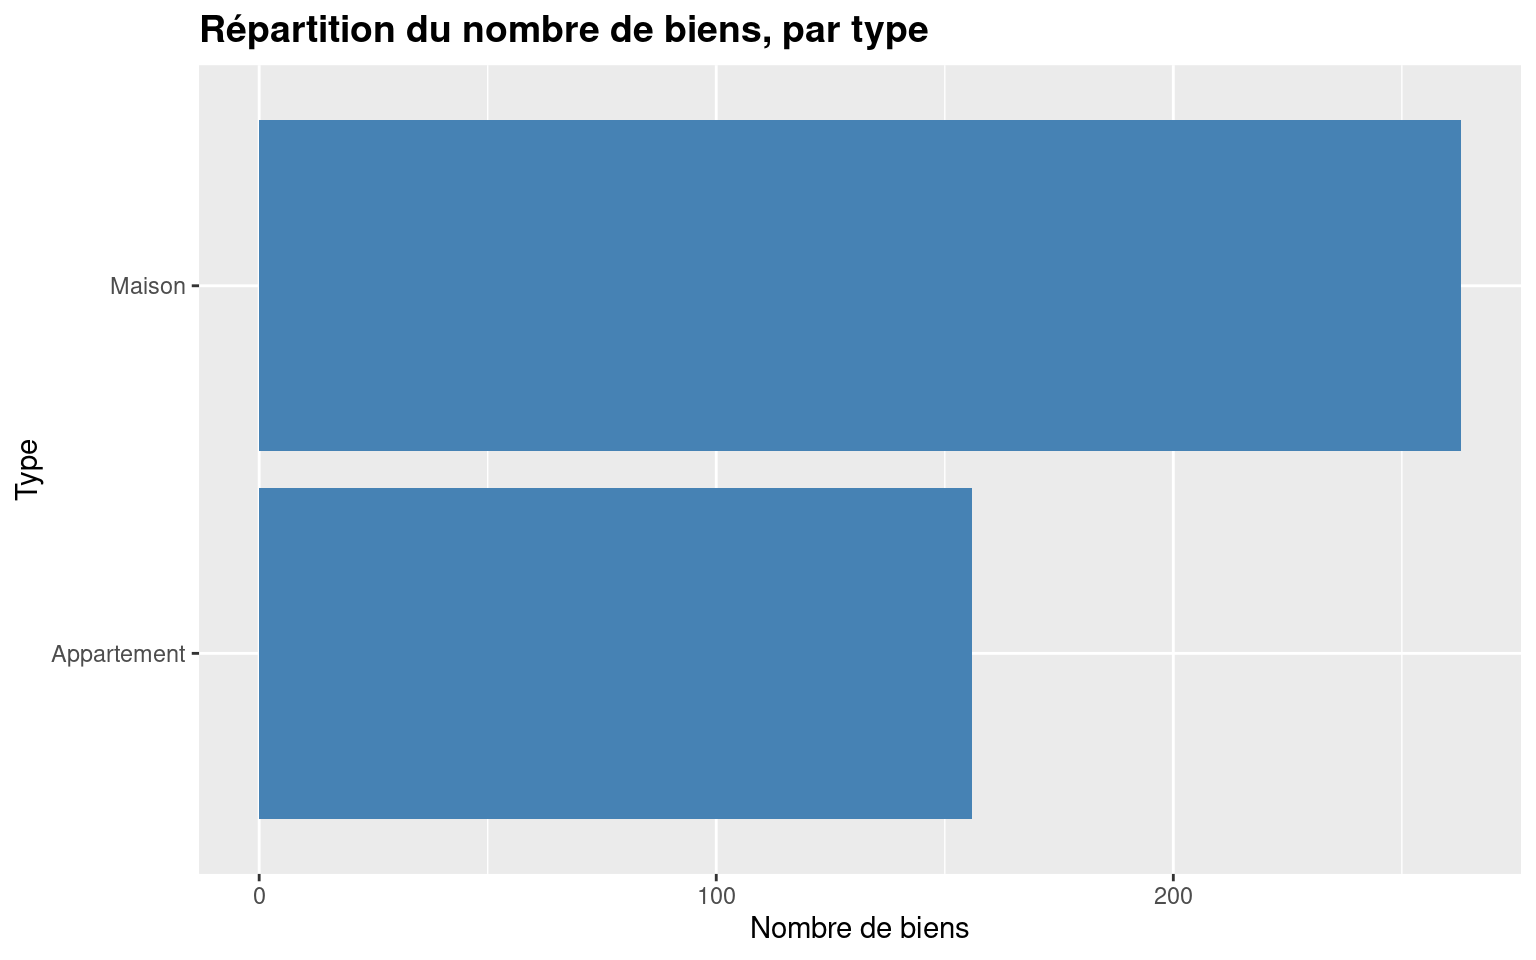 Répartition du nombre de biens, par type
Type
Maison
Appartement
0
100
200
Nombre de biens